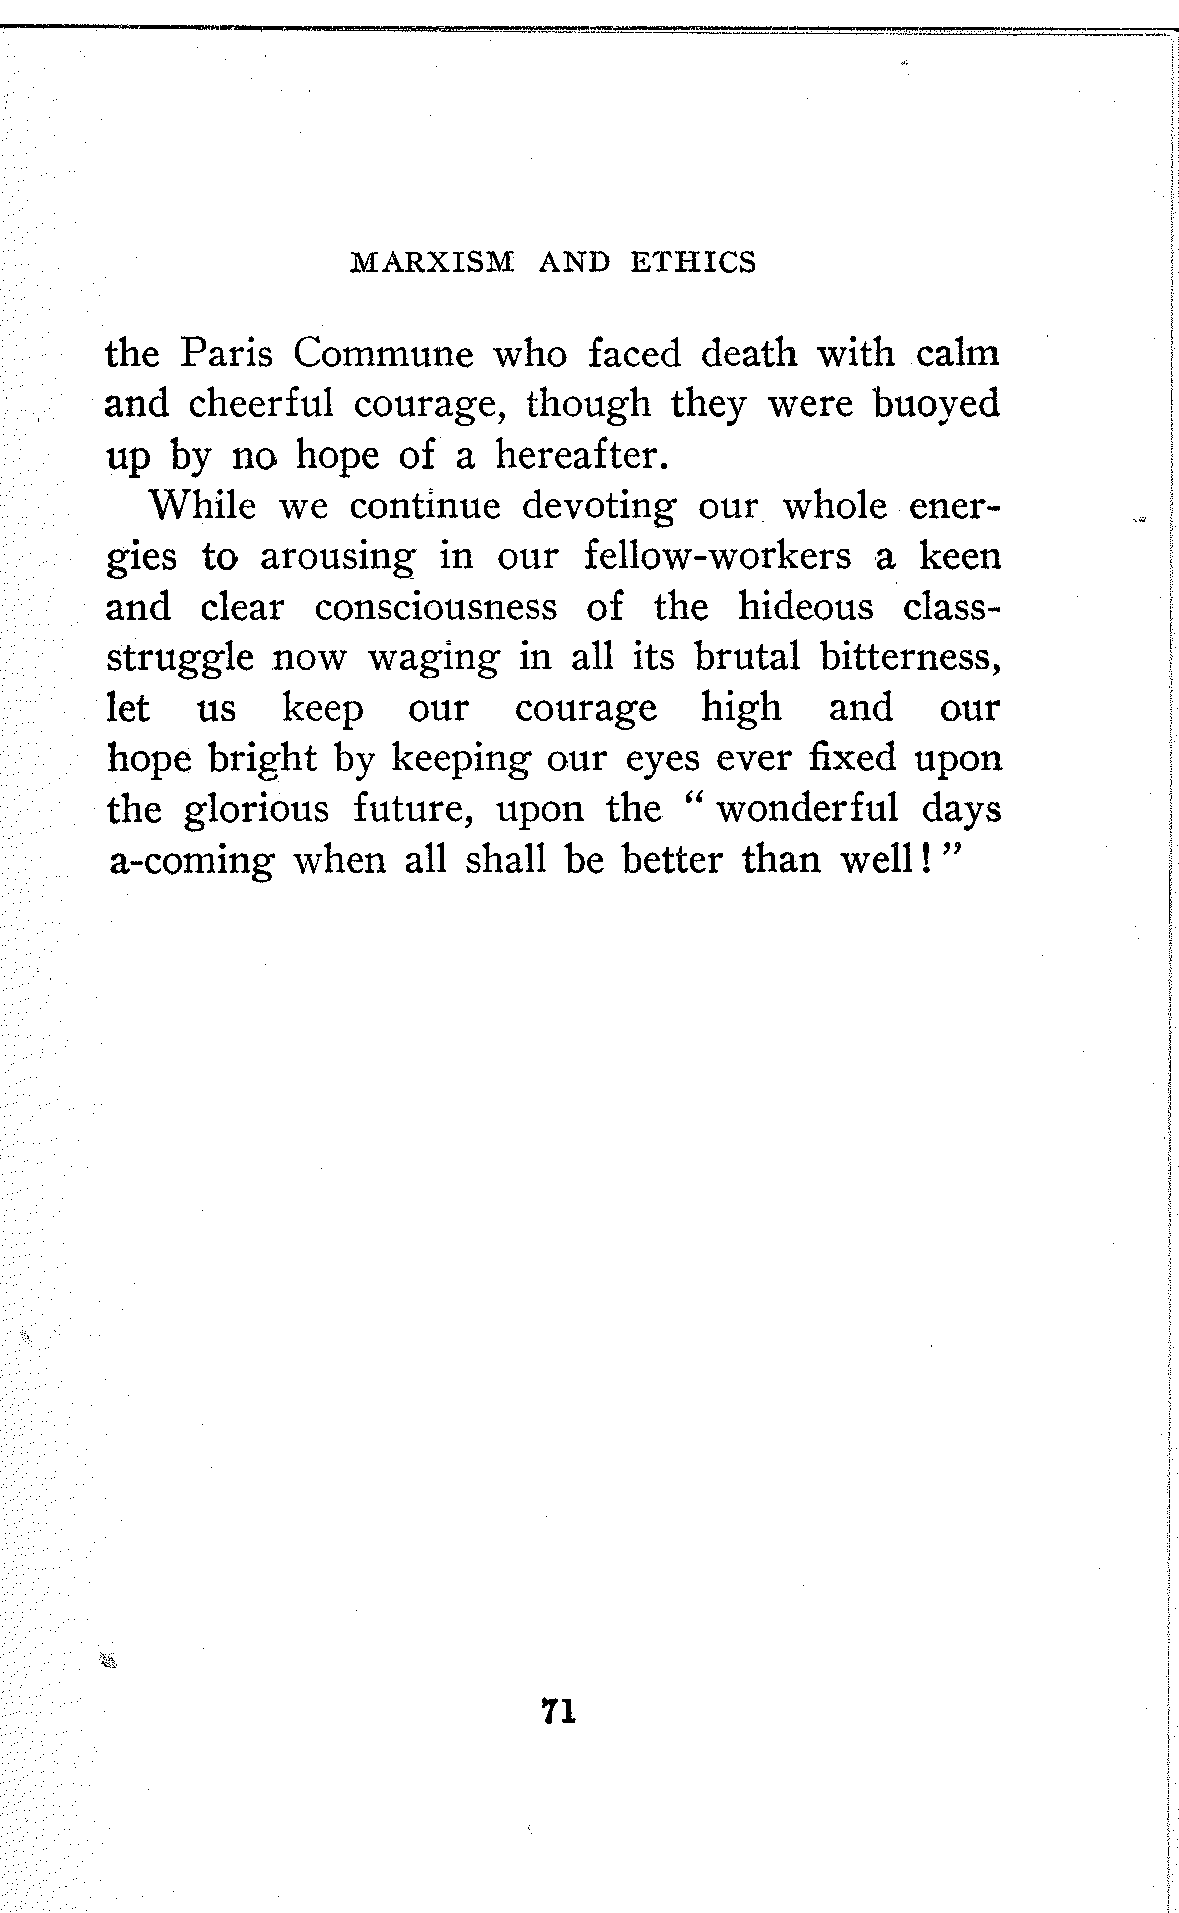 MARXISM AND ETHICS
the Paris Commune who faced death with calm
and cheerful courage, though they were buoyed
up by no hope of a hereafter.
While we continue devoting our whole ener-
gies to arousing in our fellow-workers a keen
and clear consciousness of the hideous class-
struggle now waging in all its brutal bitterness,
let us keep our courage high and our
hope bright by keeping our eyes ever fixed upon
the glorious future, upon the “ wonderful days
a-coming when all shall be better than well! ”
71